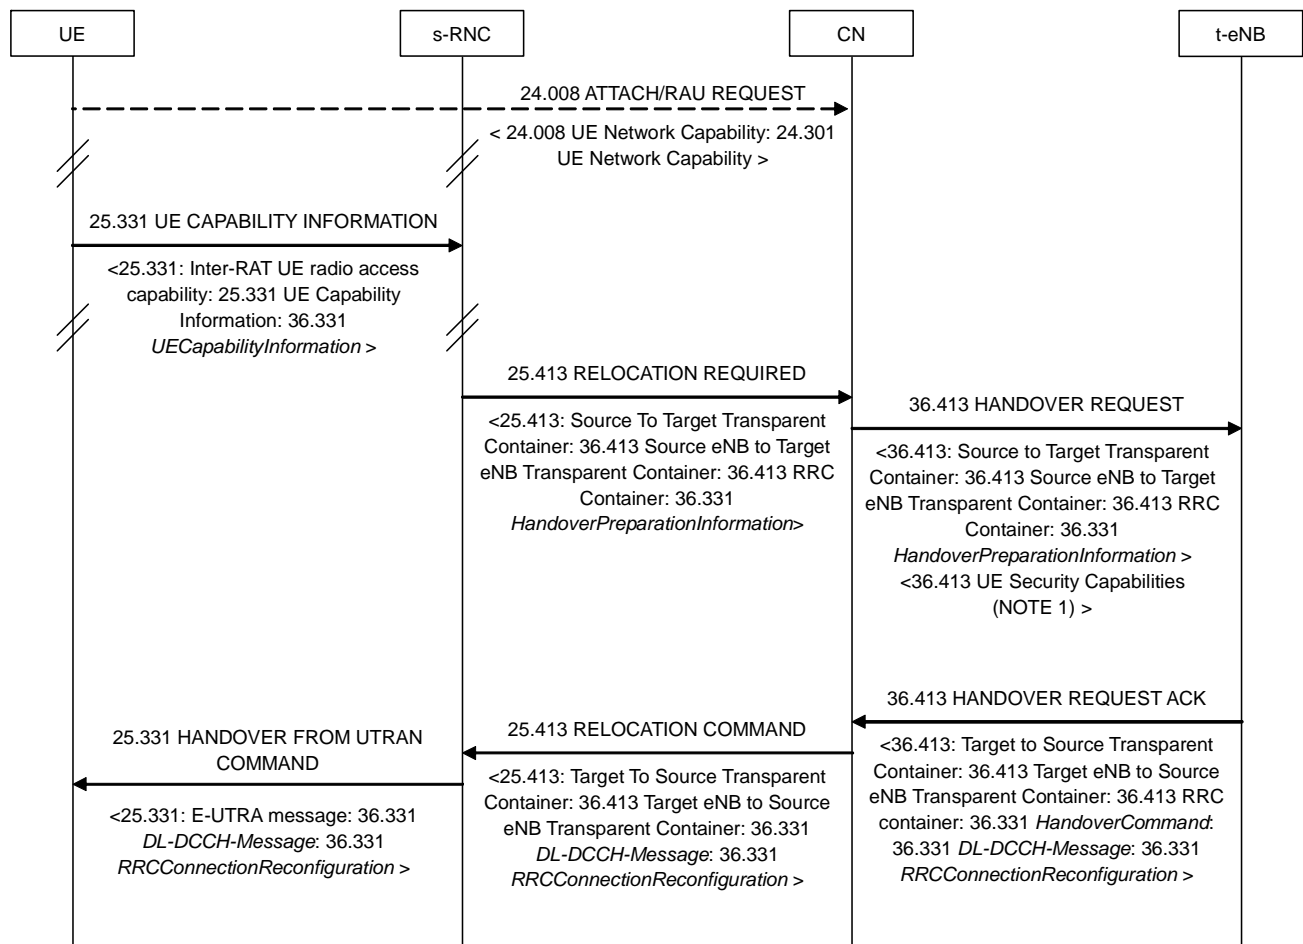 UE
s-RNC
CN
t-eNB
24.008 ATTACH/RAU REQUEST
< 24.008 UE Network Capability: 24.301
UE Network Capability >
25.331 UE CAPABILITY INFORMATION
<25.331: Inter-RAT UE radio access
capability: 25.331 UE Capability
Information: 36.331
UECapabilityInformation >
25.413 RELOCATION REQUIRED
<25.413: Source To Target Transparent
Container: 36.413 Source eNB to Target
eNB Transparent Container: 36.413 RRC
Container: 36.331
HandoverPreparationInformation>
36.413 HANDOVER REQUEST
<36.413: Source to Target Transparent
Container: 36.413 Source eNB to Target
eNB Transparent Container: 36.413 RRC
Container: 36.331
HandoverPreparationInformation >
<36.413 UE Security Capabilities
(NOTE 1) >
36.413 HANDOVER REQUEST ACK
<36.413: Target to Source Transparent
Container: 36.413 Target eNB to Source
eNB Transparent Container: 36.413 RRC
container: 36.331 HandoverCommand:
36.331 DL-DCCH-Message: 36.331
RRCConnectionReconfiguration >
25.413 RELOCATION COMMAND
<25.413: Target To Source Transparent
Container: 36.413 Target eNB to Source
eNB Transparent Container: 36.331
DL-DCCH-Message: 36.331
RRCConnectionReconfiguration >
25.331 HANDOVER FROM UTRAN
COMMAND
<25.331: E-UTRA message: 36.331
DL-DCCH-Message: 36.331
RRCConnectionReconfiguration >